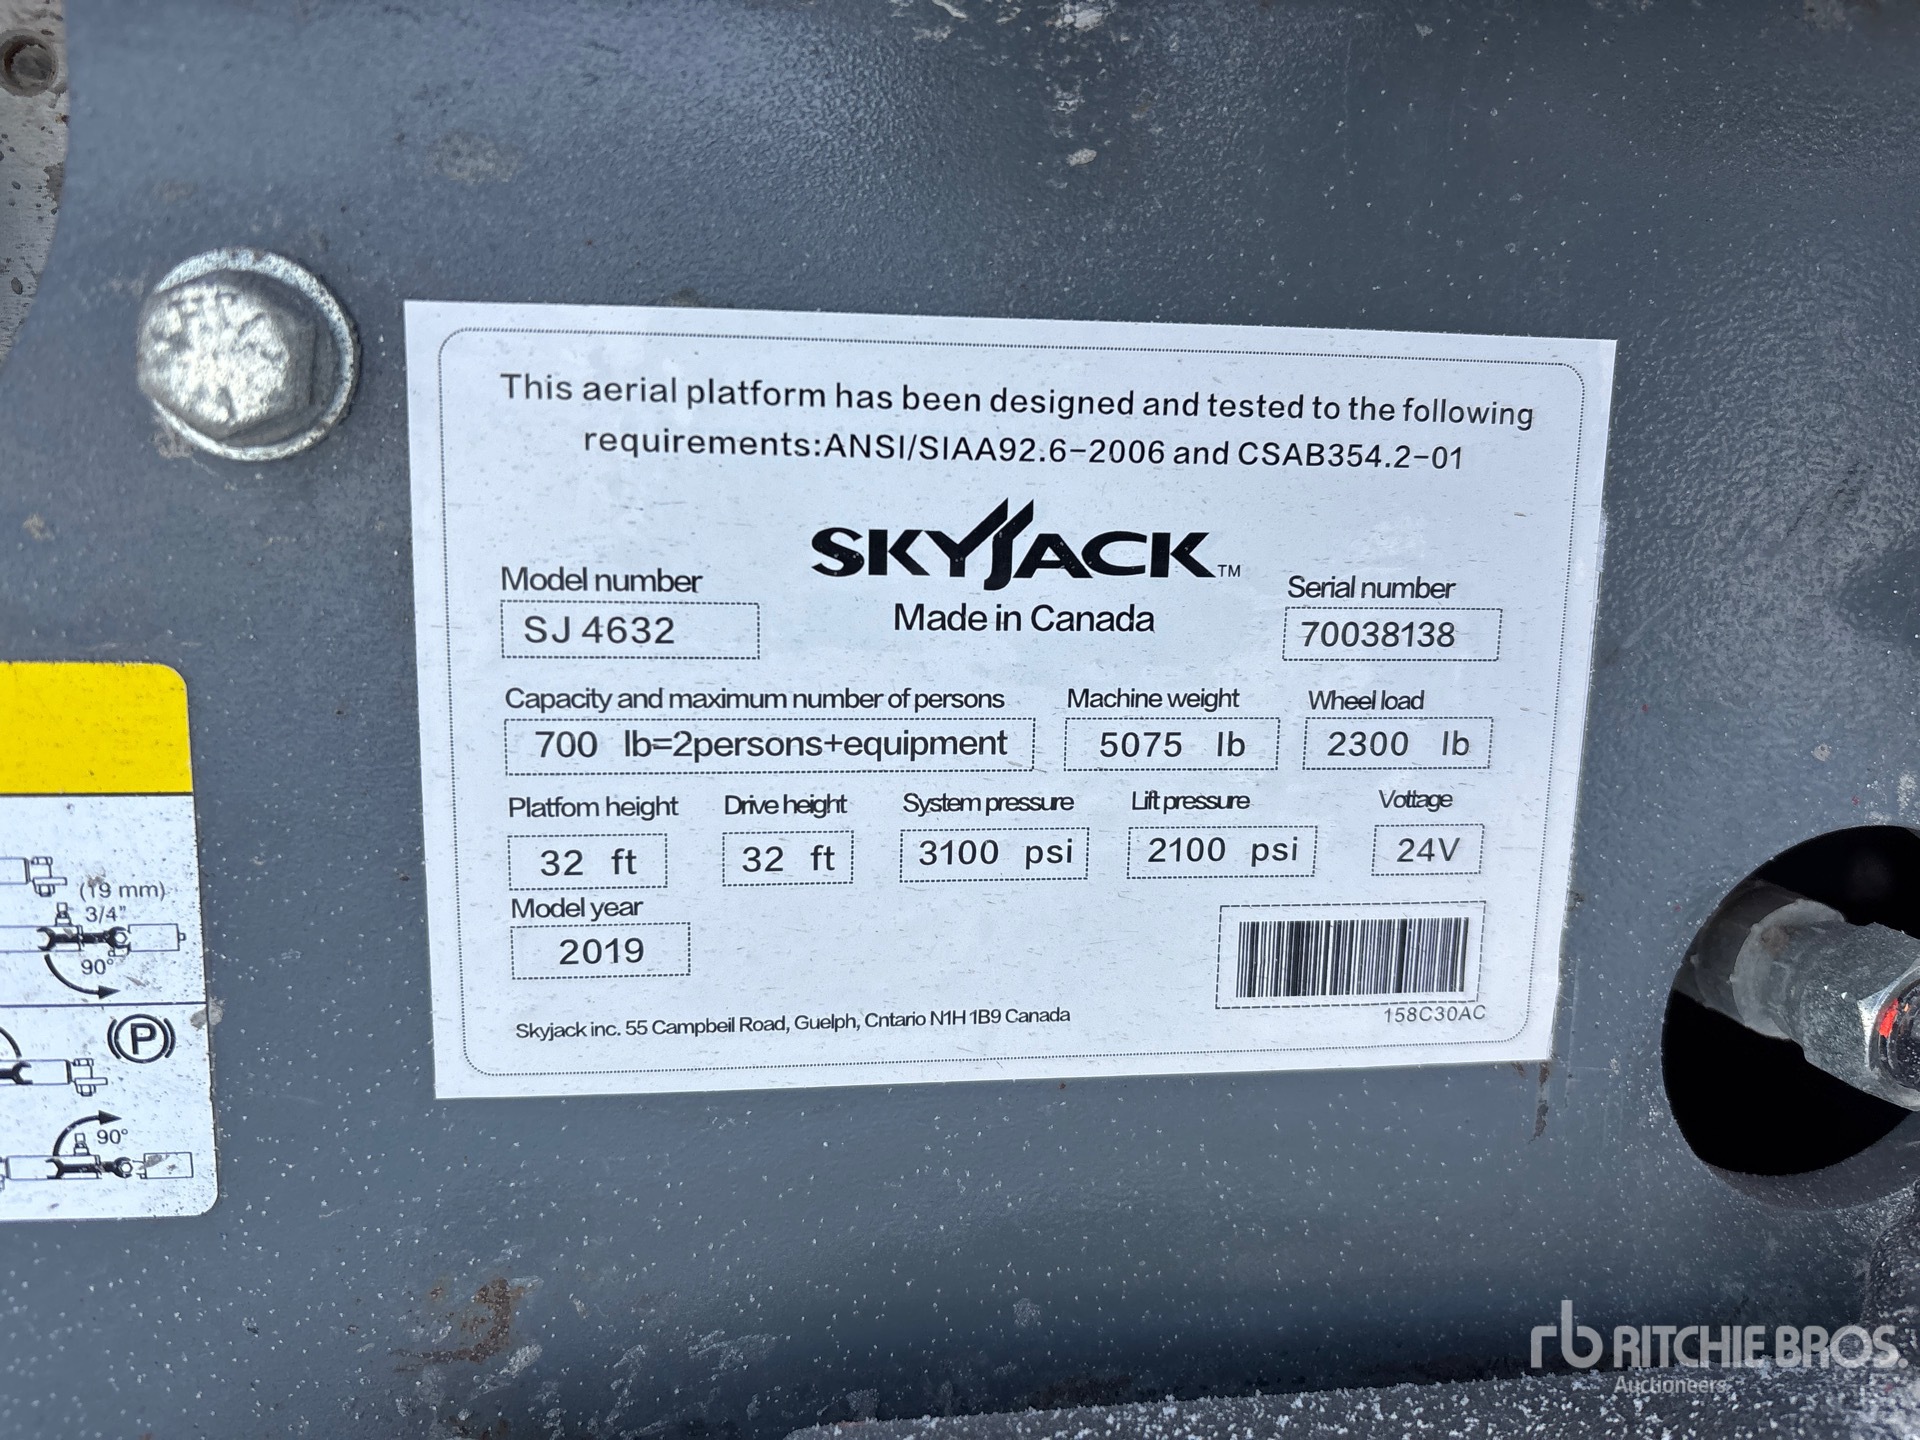 This aerial platform has been designed and tested to the following
requirements:ANSI/SIAA92.6-2006 and CSAB354.2-01
SKYJACK™
Made in Canada
Model number
SJ 4632
Serial number
70038138
Capacity and maximum number of persons
700 lb=2persons+equipment
Machine weight
5075 lb
Wheel load
2300 lb
Platfom height
32 ft
Drive height
32 ft
System pressure
3100 psi
Lift pressure
2100 psi
Vottage
24V
Model year
2019
158C30AC
Skyjack inc. 55 Campbeil Road, Guelph, Cntario N1H 1B9 Canada
(19 mm)
3/4"
90°
(P)
90°
rb RITCHIE BROS.
Auctioneers